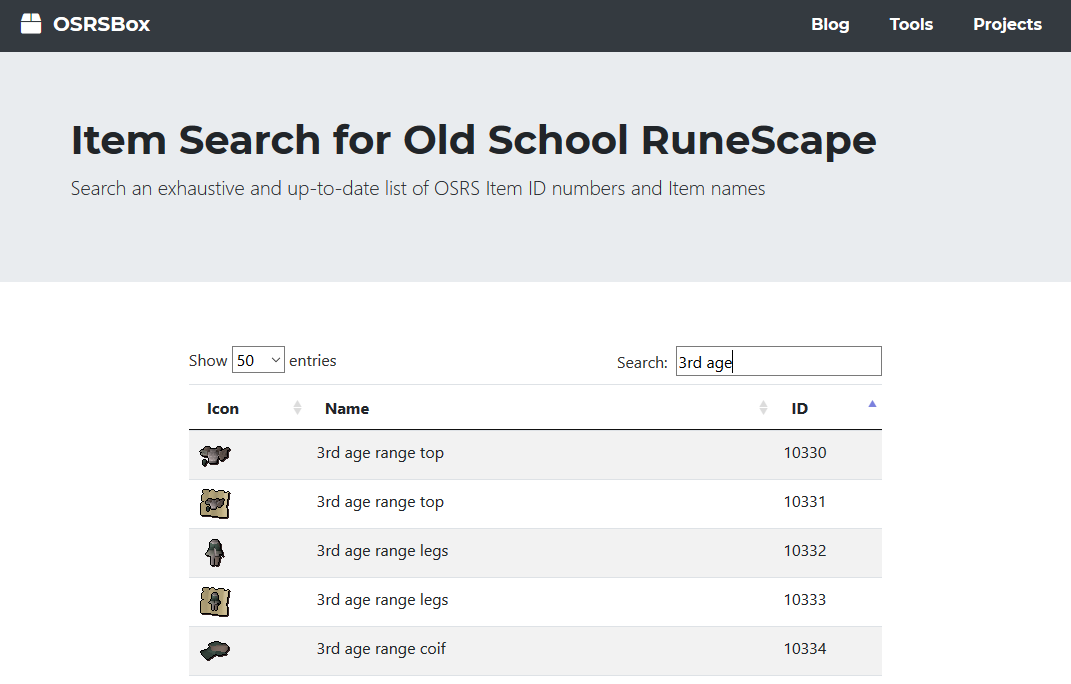 OSRSBox Blog Tools Projects
Item Search for Old School RuneScape
Search an exhaustive and up-to-date list of OSRS Item ID numbers and Item names
Show 50 entries Search: 3rd age
Icon Name ID
3rd age range top 10330
3rd age range top 10331
3rd age range legs 10332
3rd age range legs 10333
3rd age range coif 10334